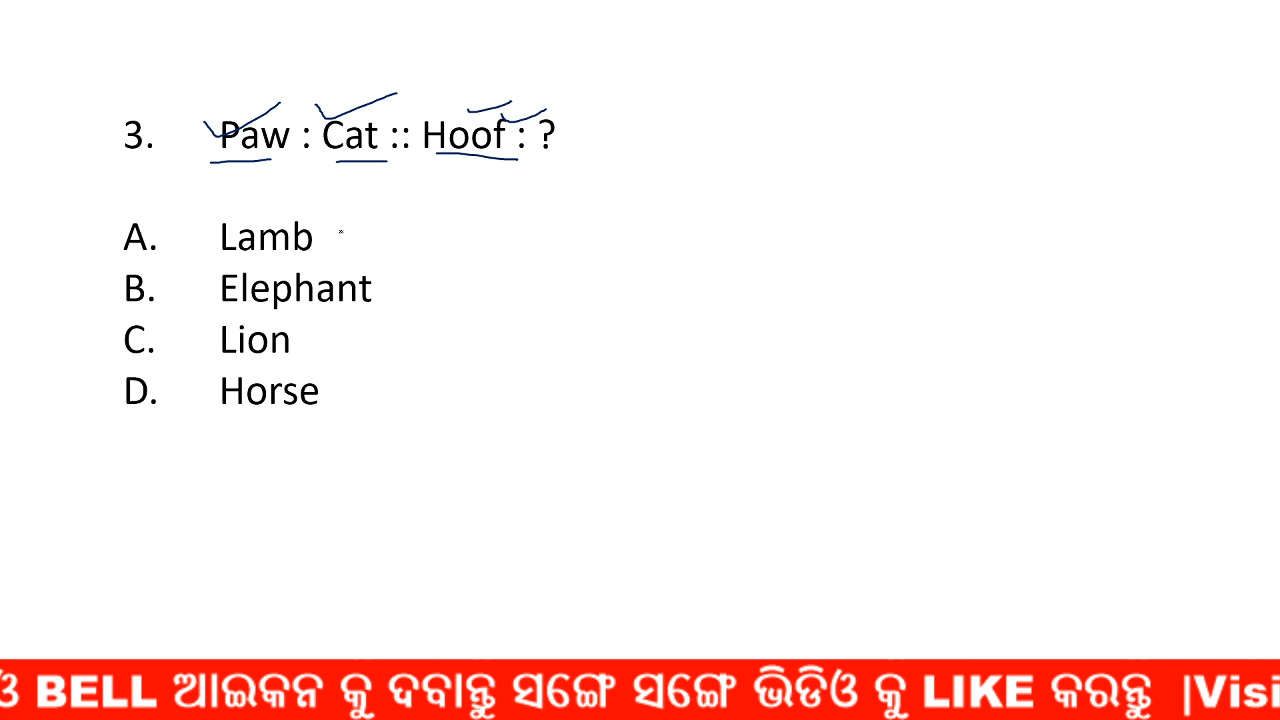 3. Paw : Cat :: Hoof : ?
A. Lamb
B. Elephant
C. Lion
D. Horse
ଓ BELL ଆଇକନ କୁ ଦବାନ୍ତୁ ସଙ୍ଗେ ସଙ୍ଗେ ଭିଡିଓ କୁ LIKE କରନ୍ତୁ |Visi